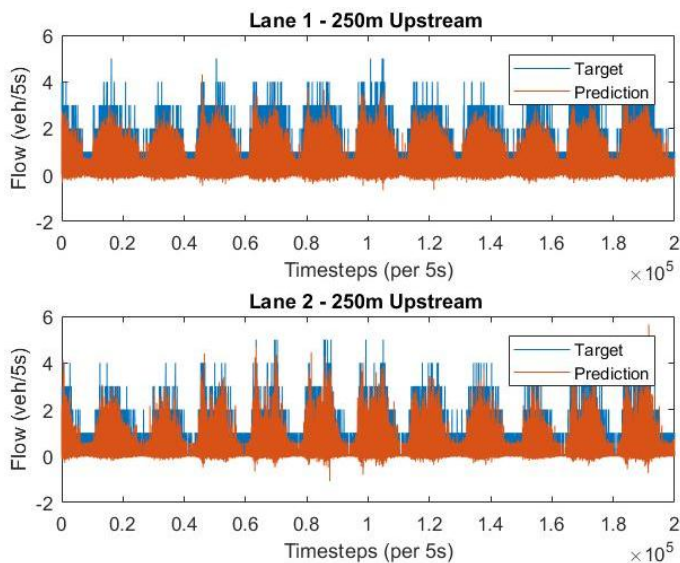 Lane 1 - 250m Upstream
6
4
2
0
-2
Flow (veh/5s)
Target
Prediction
0 0.2 0.4 0.6 0.8 1 1.2 1.4 1.6 1.8 2
Timesteps (per 5s)
×10^5
Lane 2 - 250m Upstream
6
4
2
0
-2
Flow (veh/5s)
Target
Prediction
0 0.2 0.4 0.6 0.8 1 1.2 1.4 1.6 1.8 2
Timesteps (per 5s)
×10^5